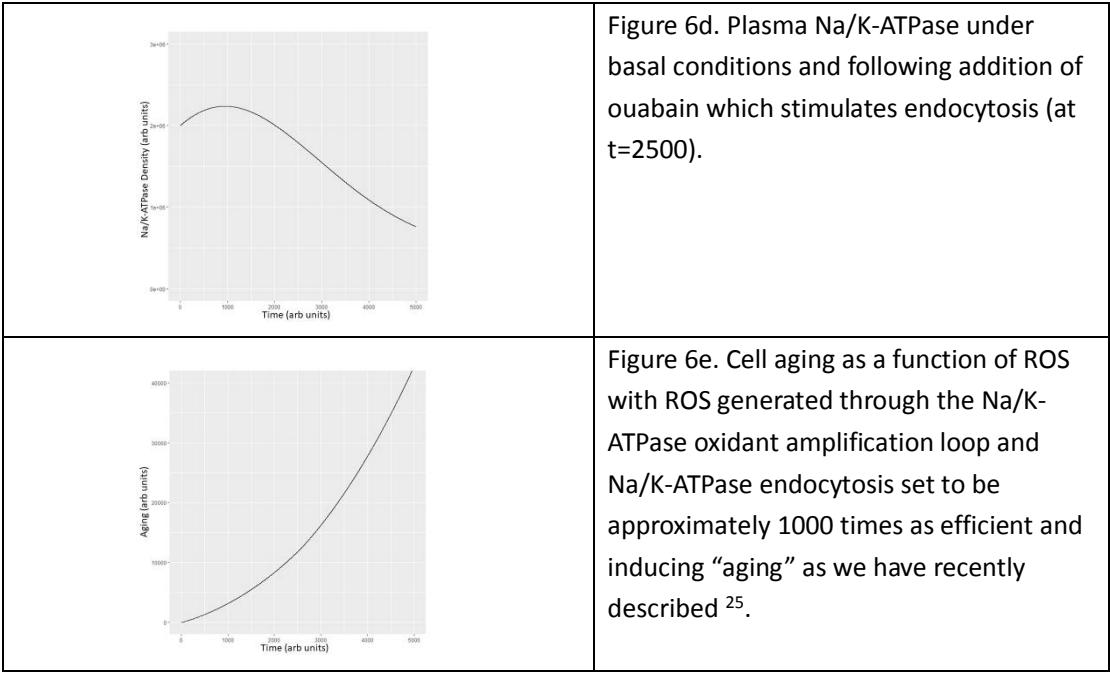 3e+06
2e+06
1e+06
0e+00
Na/K-ATPase Density (arb units)
0 1000 2000 3000 4000 5000
Time (arb units)
Figure 6d. Plasma Na/K-ATPase under
basal conditions and following addition of
ouabain which stimulates endocytosis (at
t=2500).
40000
30000
20000
10000
0
Aging (arb units)
0 1000 2000 3000 4000 5000
Time (arb units)
Figure 6e. Cell aging as a function of ROS
with ROS generated through the Na/K-
ATPase oxidant amplification loop and
Na/K-ATPase endocytosis set to be
approximately 1000 times as efficient and
inducing “aging” as we have recently
described 25.